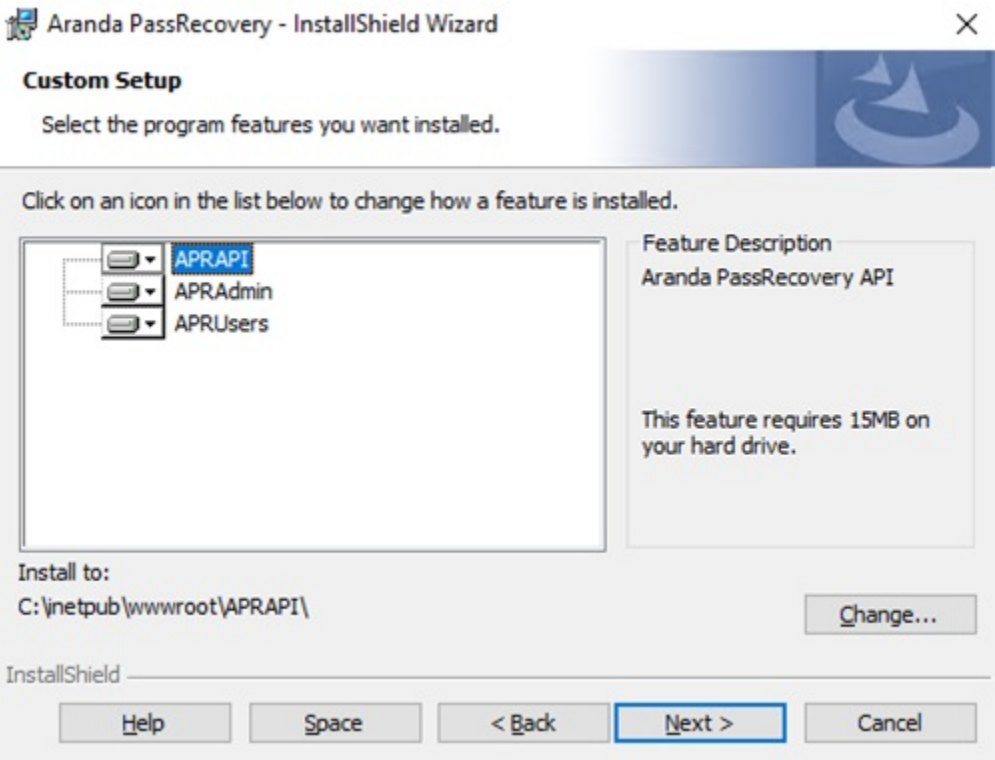 Aranda PassRecovery - InstallShield Wizard
Custom Setup
Select the program features you want installed.
Click on an icon in the list below to change how a feature is installed.
APRAPI
APRAdmin
APRUsers
Feature Description
Aranda PassRecovery API
This feature requires 15MB on
your hard drive.
Install to:
C:\inetpub\wwwroot\APRAPI\
Change...
InstallShield
Help
Space
< Back
Next >
Cancel